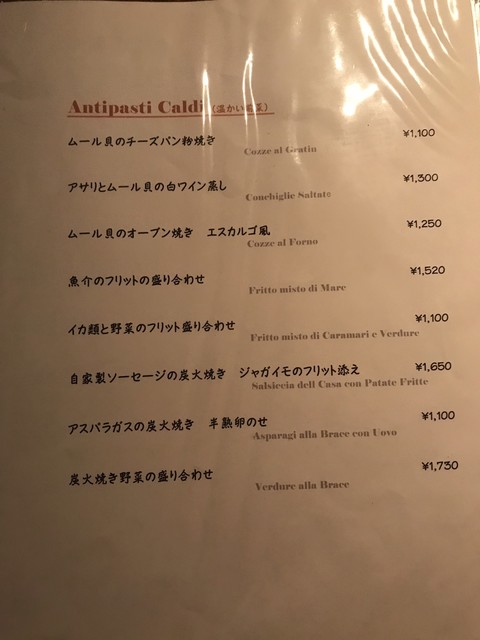 Antipasti Caldi (温かい前菜)
ムール貝のチーズパン粉焼き ¥1,100
Cozze al Gratin
アサリとムール貝の白ワイン蒸し ¥1,300
Conchiglie Saltate
ムール貝のオーブン焼き エスカルゴ風 ¥1,250
Cozze al Forno
魚介のフリットの盛り合わせ ¥1,520
Fritto misto di Mare
イカ類と野菜のフリット盛り合わせ ¥1,100
Fritto misto di Caramari e Verdure
自家製ソーセージの炭火焼き ジャガイモのフリット添え ¥1,650
Salsiccia dell Casa con Patate Fritte
アスパラガスの炭火焼き 半熟卵のせ ¥1,100
Asparagi alla Brace con Uovo
炭火焼き野菜の盛り合わせ ¥1,730
Verdure alla Brace